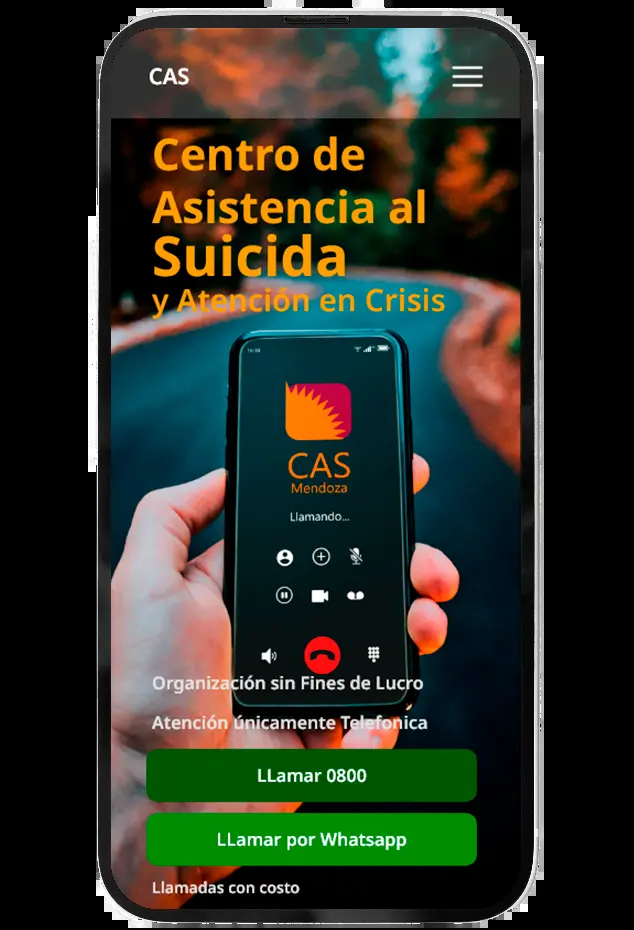 CAS
Centro de
Asistencia al
Suicida
y Atención en Crisis
CAS
Mendoza
Llamando...
Organización sin Fines de Lucro
Atención únicamente Telefonica
LLamar 0800
LLamar por Whatsapp
Llamadas con costo